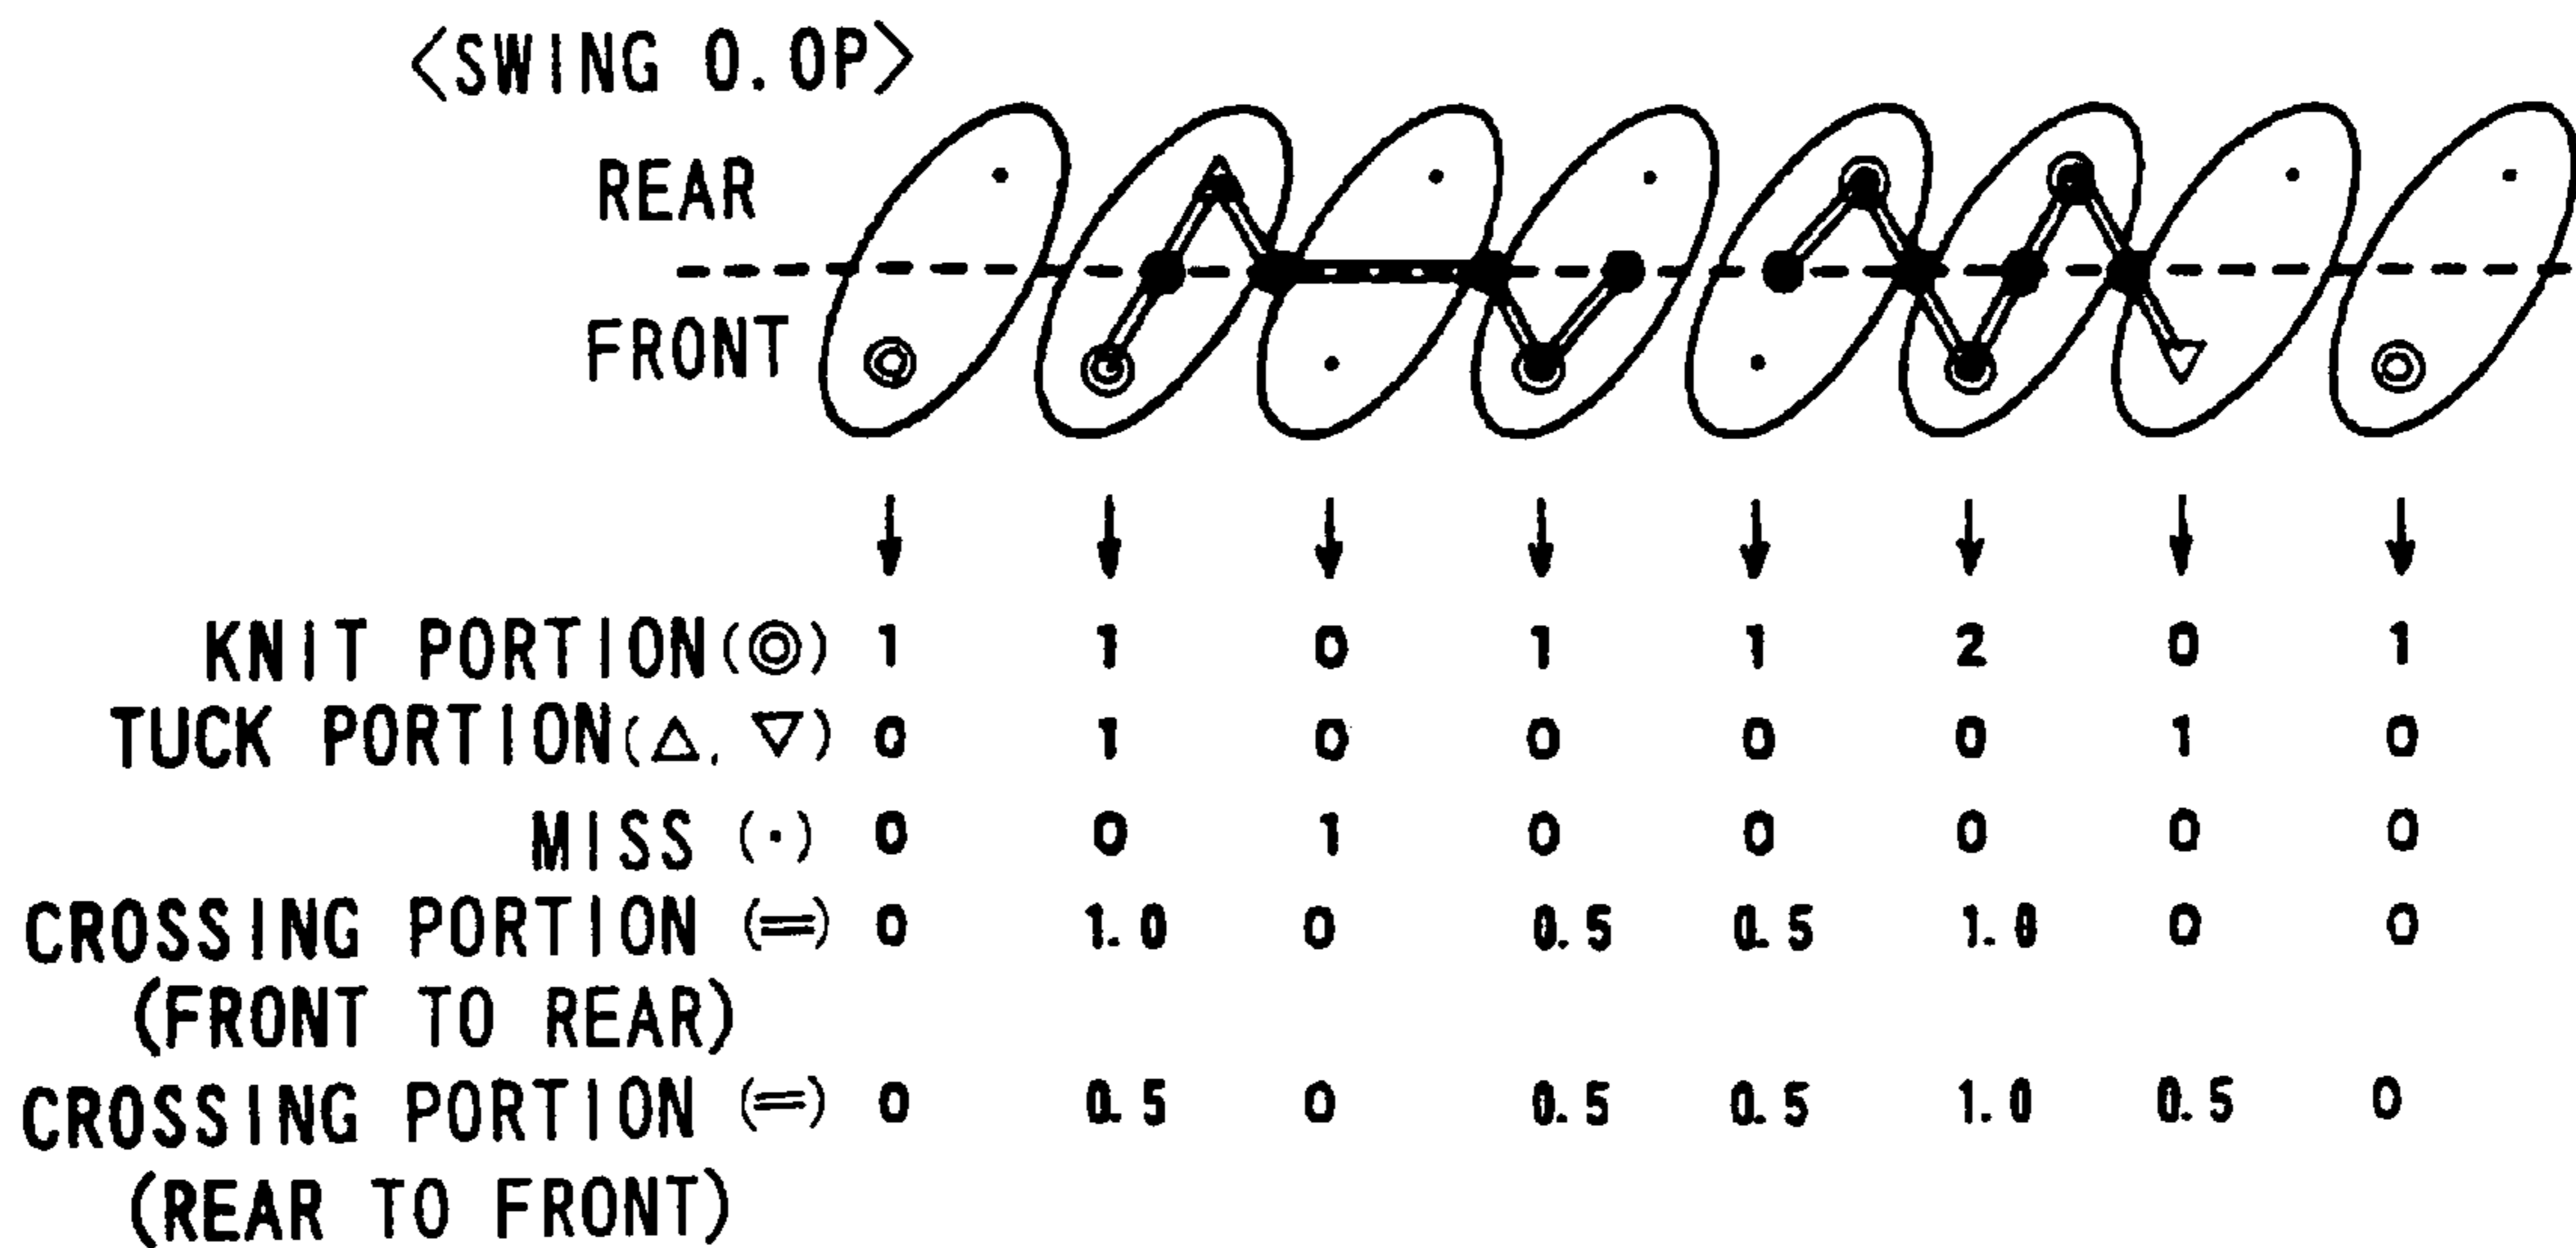 <SWING 0.0P>
REAR
FRONT
KNIT PORTION(◎) 1 1 0 1 1 2 0 1
TUCK PORTION(△, ▽) 0 1 0 0 0 0 1 0
MISS (·) 0 0 1 0 0 0 0 0
CROSSING PORTION (=) 0 1.0 0 0.5 0.5 1.0 0 0
(FRONT TO REAR)
CROSSING PORTION (=) 0 0.5 0 0.5 0.5 1.0 0.5 0
(REAR TO FRONT)